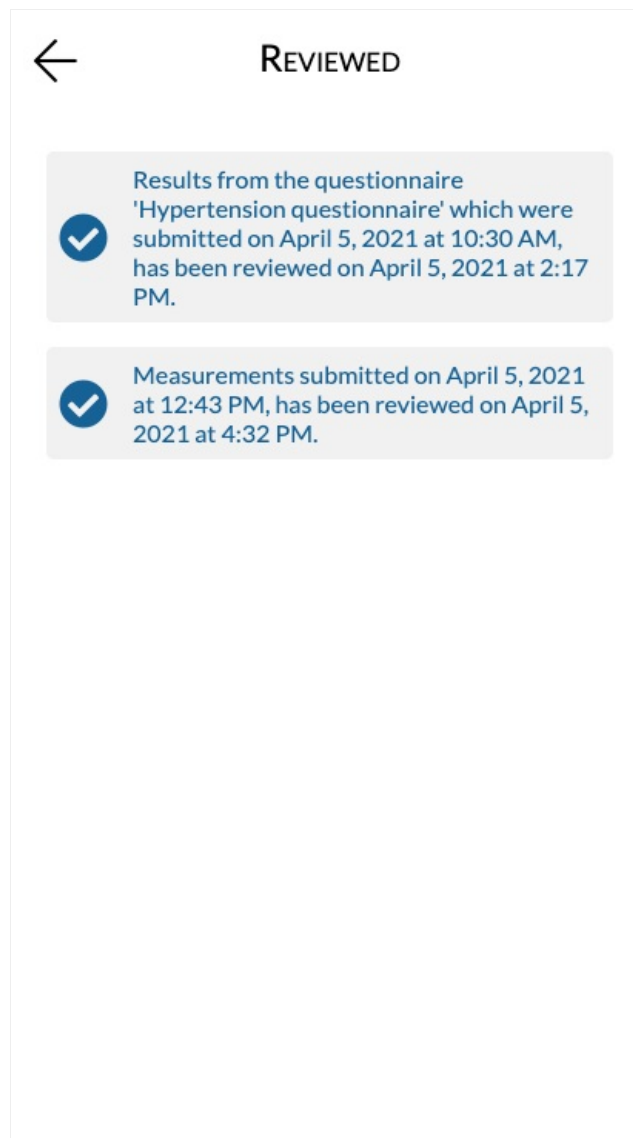 Reviewed
Results from the questionnaire
'Hypertension questionnaire' which were
submitted on April 5, 2021 at 10:30 AM,
has been reviewed on April 5, 2021 at 2:17
PM.
Measurements submitted on April 5, 2021
at 12:43 PM, has been reviewed on April 5,
2021 at 4:32 PM.